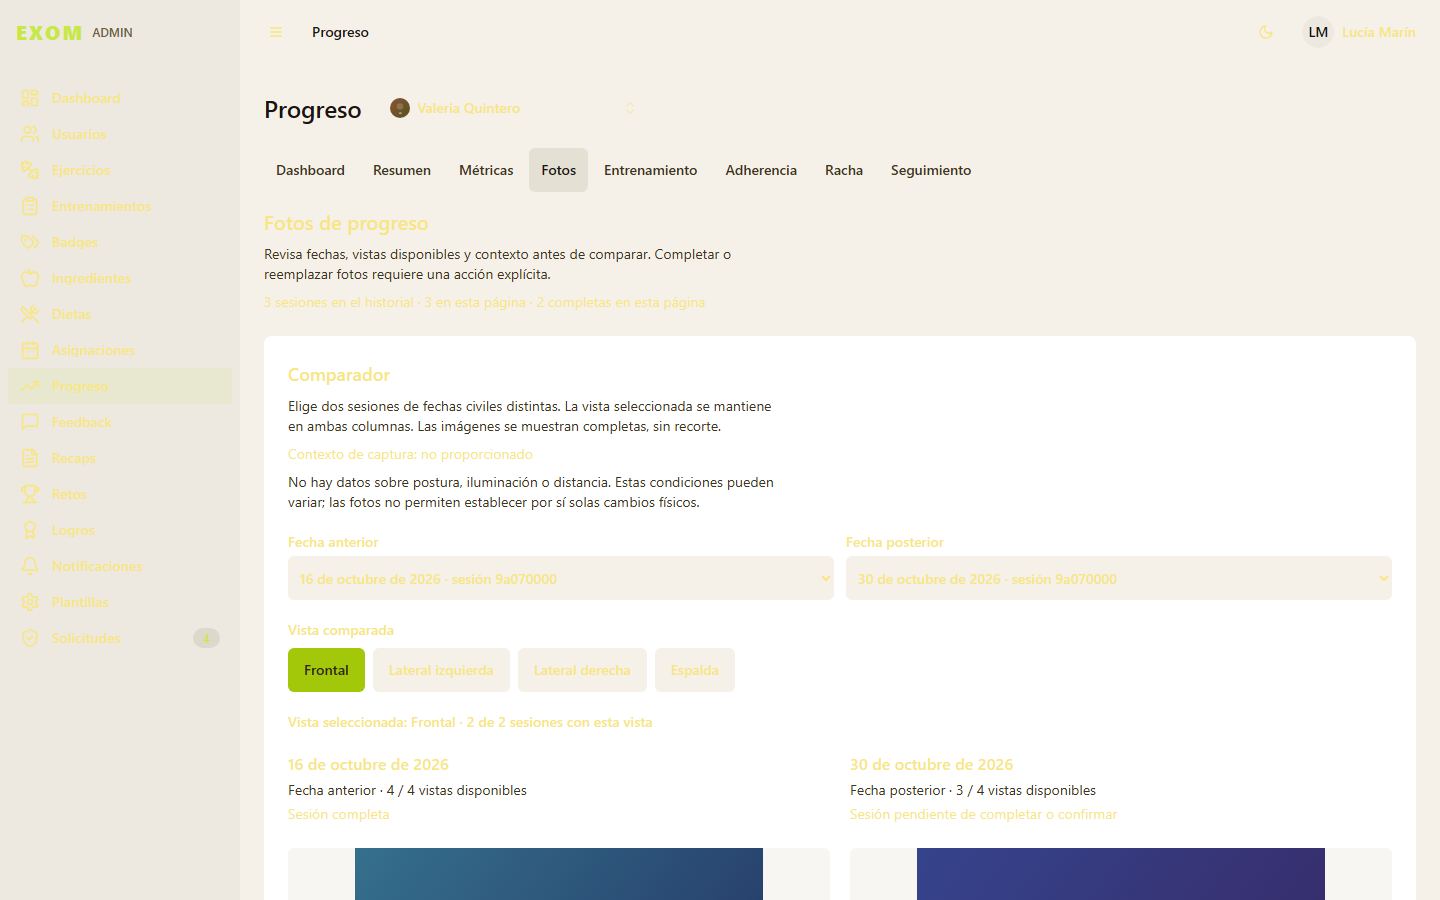 EXOM ADMIN
Progreso
LM Lucía Marín
Dashboard
Usuarios
Ejercicios
Entrenamientos
Badges
Ingredientes
Dietas
Asignaciones
Progreso
Feedback
Recaps
Retos
Logros
Notificaciones
Plantillas
Solicitudes 4
Progreso Valeria Quintero
Dashboard Resumen Métricas Fotos Entrenamiento Adherencia Racha Seguimiento
Fotos de progreso
Revisa fechas, vistas disponibles y contexto antes de comparar. Completar o
reemplazar fotos requiere una acción explícita.
3 sesiones en el historial · 3 en esta página · 2 completas en esta página
Comparador
Elige dos sesiones de fechas civiles distintas. La vista seleccionada se mantiene
en ambas columnas. Las imágenes se muestran completas, sin recorte.
Contexto de captura: no proporcionado
No hay datos sobre postura, iluminación o distancia. Estas condiciones pueden
variar; las fotos no permiten establecer por sí solas cambios físicos.
Fecha anterior
16 de octubre de 2026 · sesión 9a070000
Fecha posterior
30 de octubre de 2026 · sesión 9a070000
Vista comparada
Frontal Lateral izquierda Lateral derecha Espalda
Vista seleccionada: Frontal · 2 de 2 sesiones con esta vista
16 de octubre de 2026
Fecha anterior · 4 / 4 vistas disponibles
Sesión completa
30 de octubre de 2026
Fecha posterior · 3 / 4 vistas disponibles
Sesión pendiente de completar o confirmar